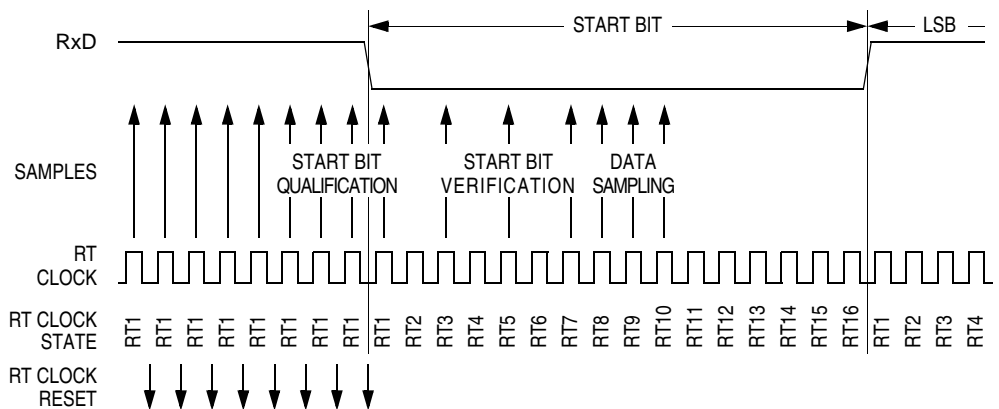 START BIT LSB
RxD
SAMPLES
START BIT QUALIFICATION
START BIT VERIFICATION
DATA SAMPLING
RT CLOCK
RT CLOCK STATE
RT1 RT1 RT1 RT1 RT1 RT1 RT1 RT1 RT1 RT2 RT3 RT4 RT5 RT6 RT7 RT8 RT9 RT10 RT11 RT12 RT13 RT14 RT15 RT16 RT1 RT2 RT3 RT4
RT CLOCK RESET